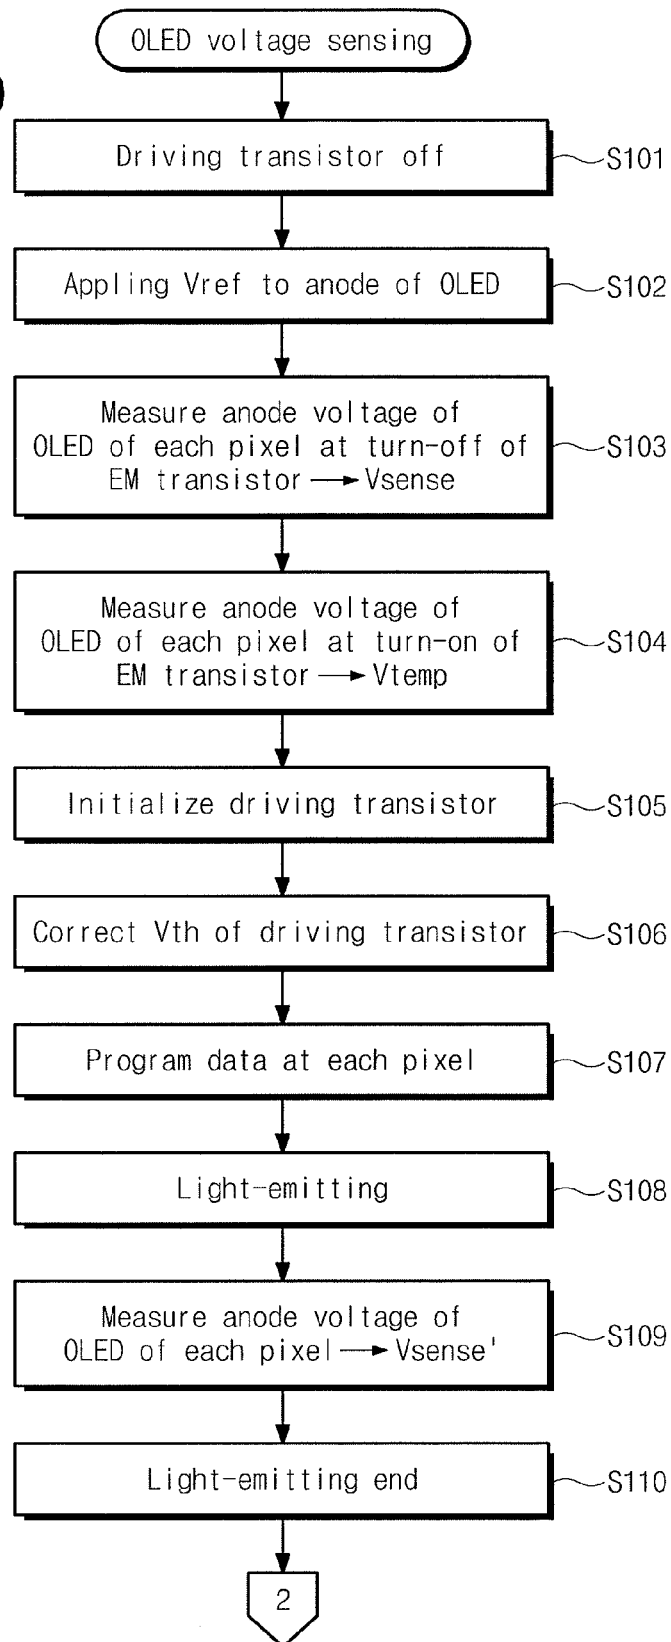 OLED voltage sensing
Driving transistor off
S101
Appling Vref to anode of OLED
S102
Measure anode voltage of
OLED of each pixel at turn-off of
EM transistor → Vsense
S103
Measure anode voltage of
OLED of each pixel at turn-on of
EM transistor → Vtemp
S104
Initialize driving transistor
S105
Correct Vth of driving transistor
S106
Program data at each pixel
S107
Light-emitting
S108
Measure anode voltage of
OLED of each pixel → Vsense'
S109
Light-emitting end
S110
2